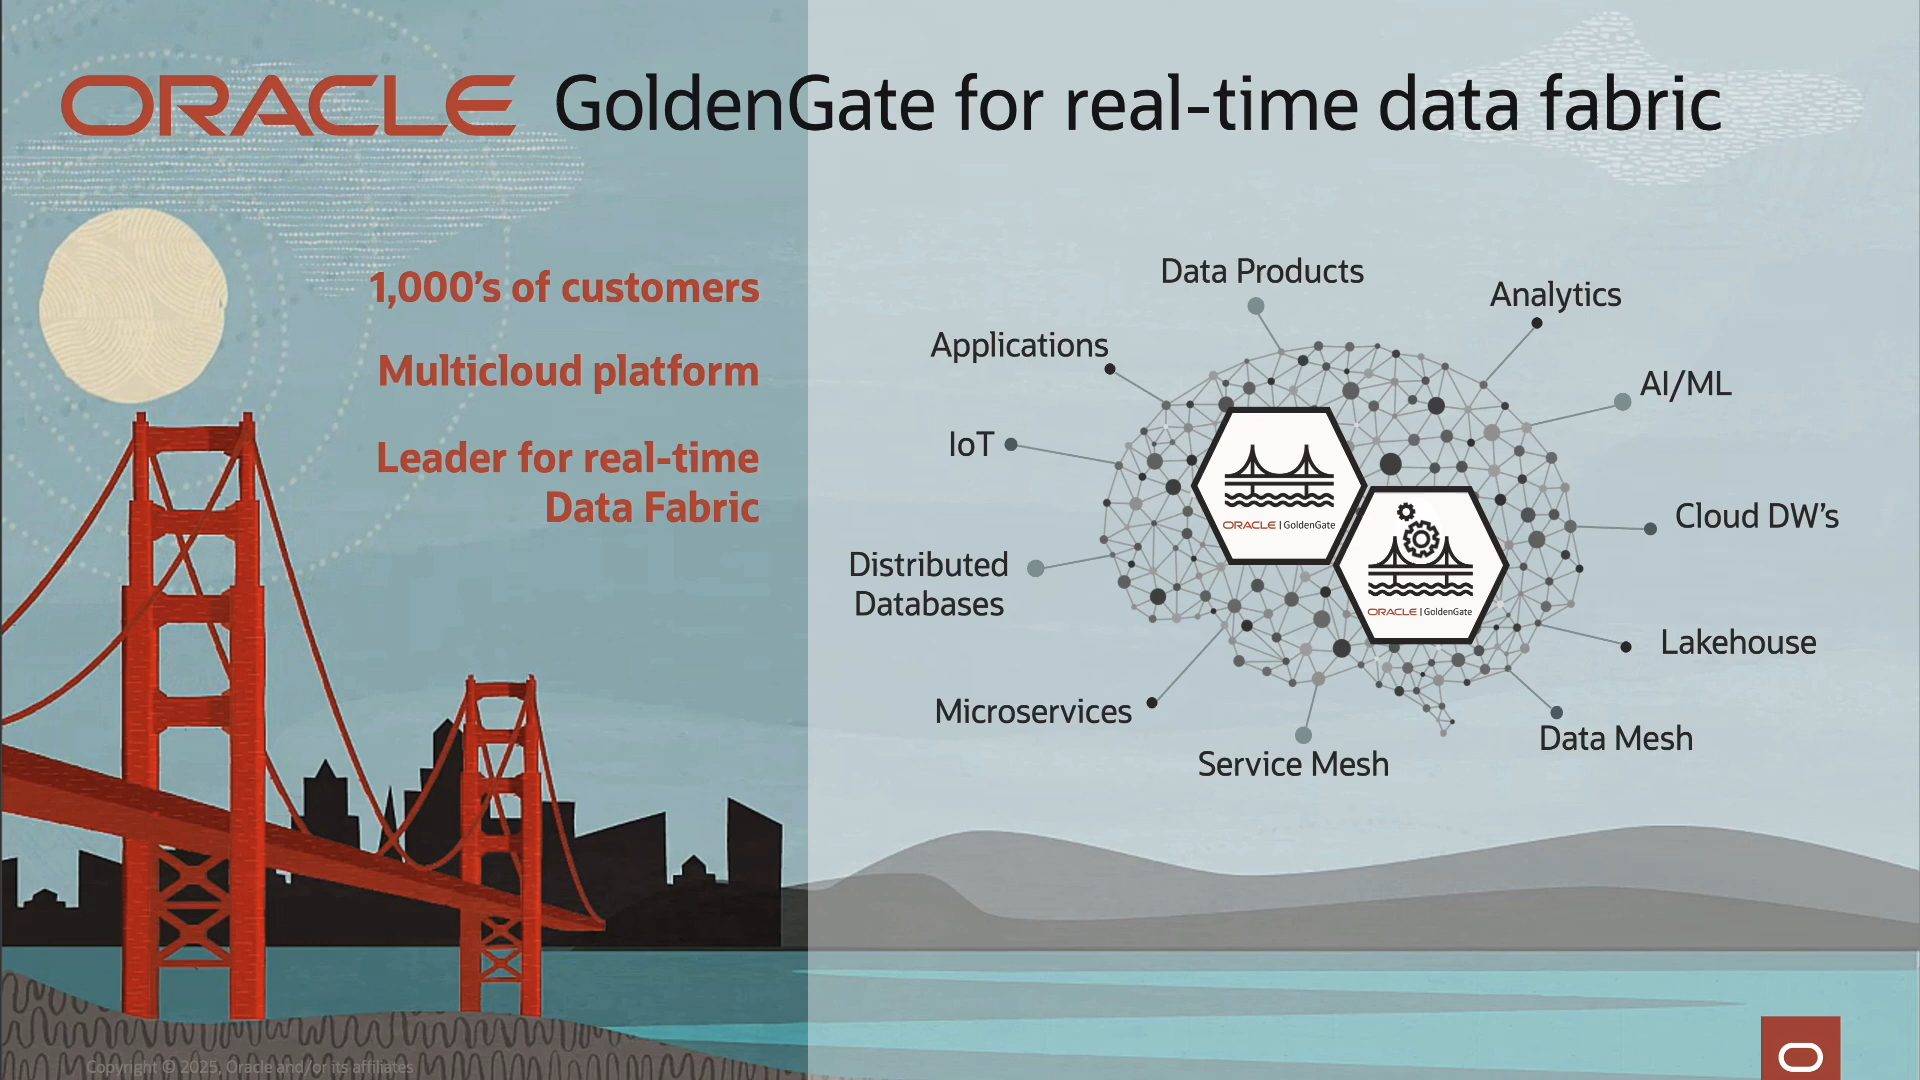 ORACLE GoldenGate for real-time data fabric
1,000's of customers
Multicloud platform
Leader for real-time
Data Fabric
Data Products
Analytics
Applications
AI/ML
IoT
ORACLE | GoldenGate
Cloud DW's
Distributed
Databases
ORACLE | GoldenGate
Lakehouse
Microservices
Data Mesh
Service Mesh
Copyright © 2025, Oracle and/or its affiliates